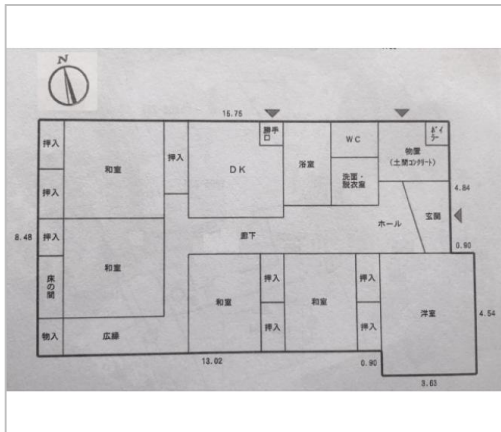 N
15.75
押入
和室
押入
DK
勝手
口
浴室
WC
洗面・
脱衣室
物置
(土間コンクリート)
ボイ
ラー
押入
4.84
玄関
ホール
8.48
押入
和室
廊下
0.90
床の間
和室
押入
和室
押入
洋室
4.54
物入
広縁
押入
押入
13.02
0.90
3.63